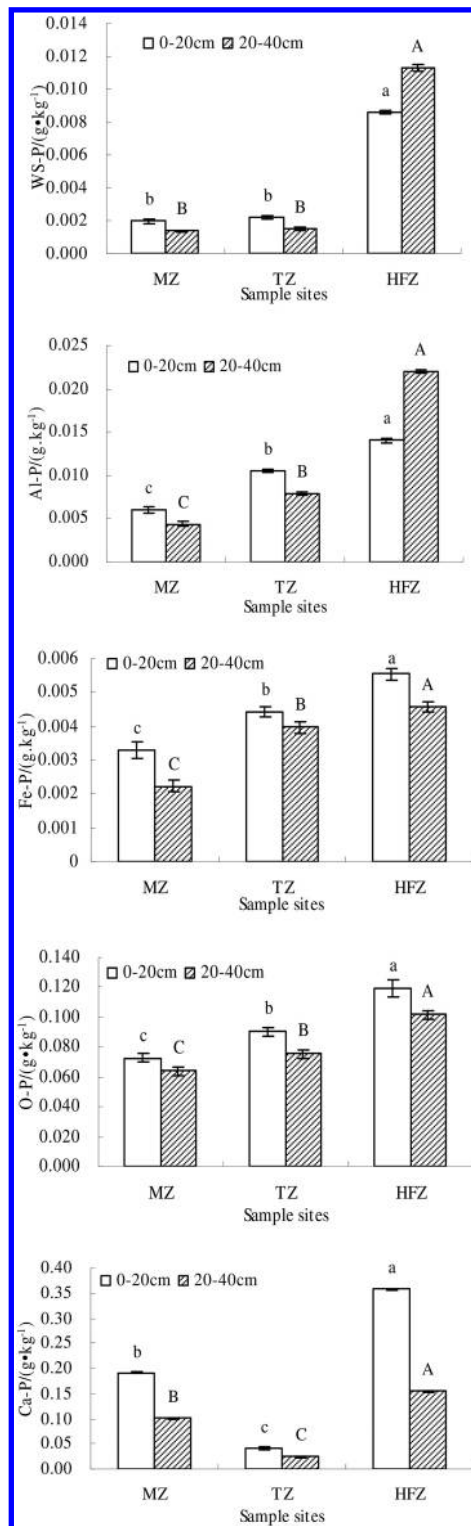 0.014
0.012
0.010
0.008
0.006
0.004
0.002
0.000
WS-P/(g•kg-1)
0-20cm 20-40cm
b B b B a A
MZ TZ HFZ
Sample sites
0.025
0.020
0.015
0.010
0.005
0.000
Al-P/(g.kg-1)
0-20cm 20-40cm
c C b B a A
MZ TZ HFZ
Sample sites
0.006
0.005
0.004
0.003
0.002
0.001
0
Fe-P/(g.kg-1)
0-20cm 20-40cm
c C b B a A
MZ TZ HFZ
Sample sites
0.140
0.120
0.100
0.080
0.060
0.040
0.020
0.000
O-P/(g•kg-1)
0-20cm 20-40cm
c C b B a A
MZ TZ HFZ
Sample sites
0.40
0.35
0.30
0.25
0.20
0.15
0.10
0.05
0.00
Ca-P/(g•kg-1)
0-20cm 20-40cm
b B c C a A
MZ TZ HFZ
Sample sites